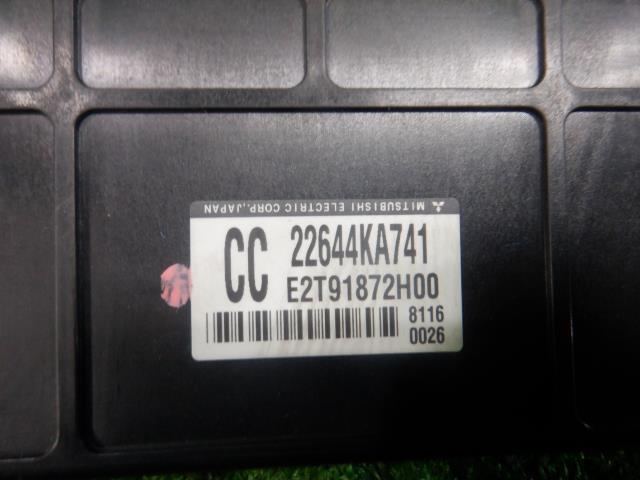 MITSUBISHI ELECTRIC CORP.,JAPAN
CC 22644KA741
E2T91872H00
8116
0026